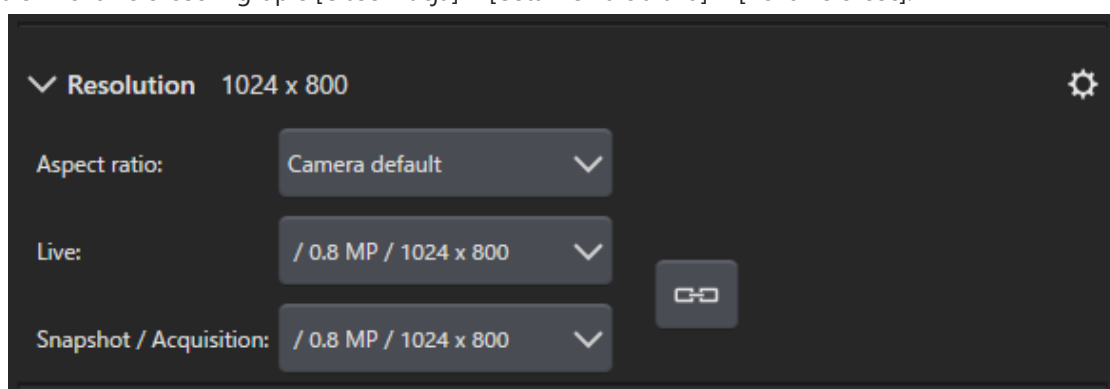 Resolution 1024 x 800
Aspect ratio: Camera default
Live: / 0.8 MP / 1024 x 800
Snapshot / Acquisition: / 0.8 MP / 1024 x 800